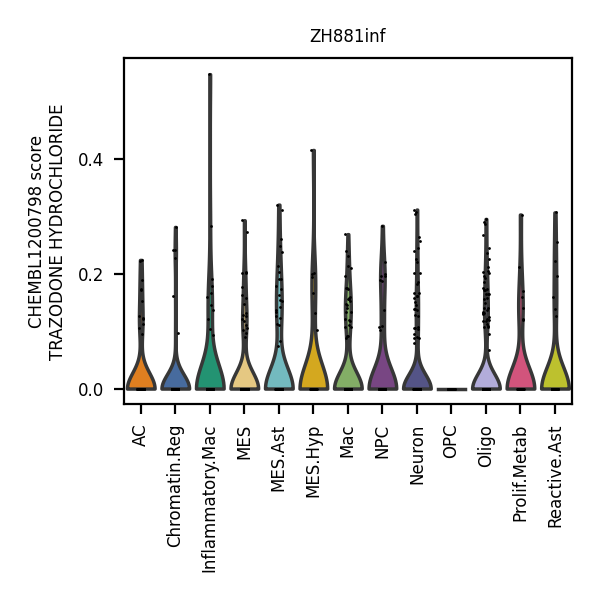 ZH881inf
CHEMBL1200798 score
TRAZODONE HYDROCHLORIDE
0.4
0.2
0.0
AC
Chromatin.Reg
Inflammatory.Mac
MES
MES.Ast
MES.Hyp
Mac
NPC
Neuron
OPC
Oligo
Prolif.Metab
Reactive.Ast